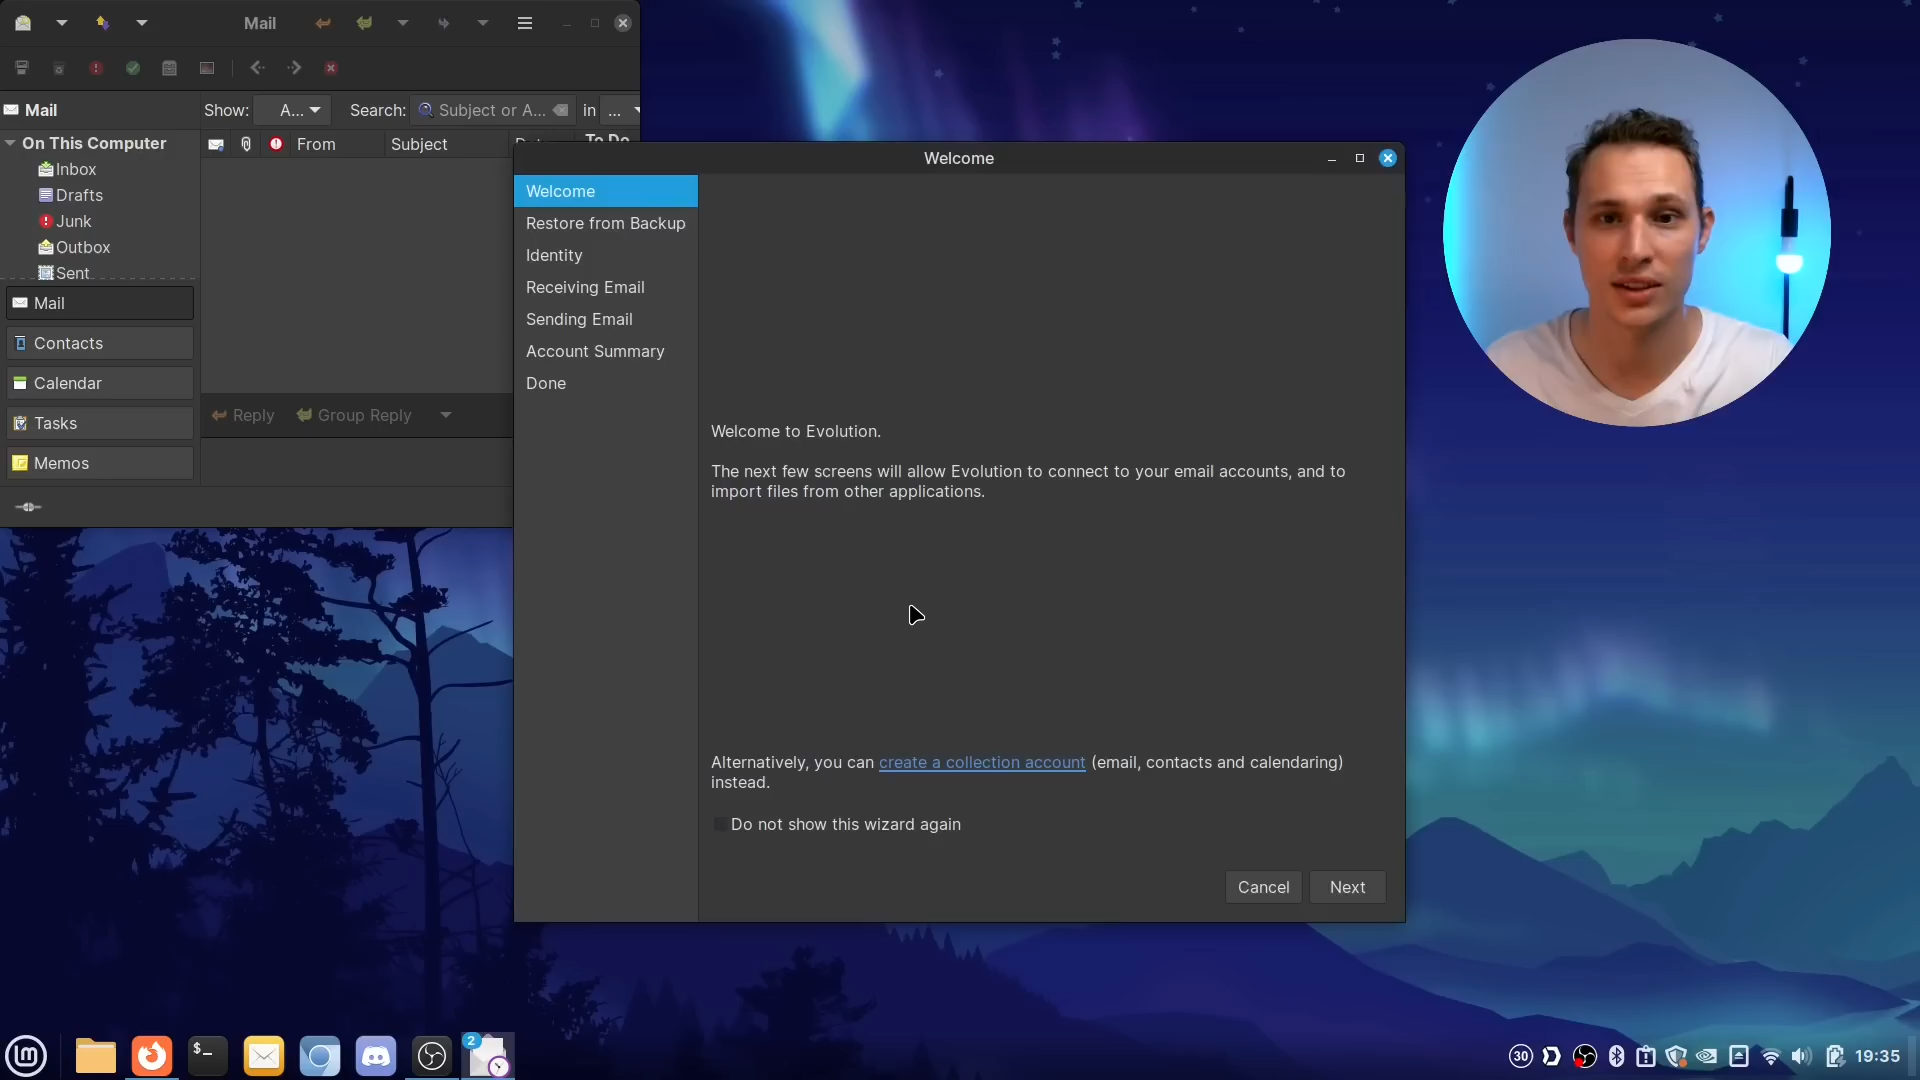 Mail
Mail
Show:
A...
Search:
Subject or A...
in
...
On This Computer
From
Subject
To Do
Inbox
Drafts
Junk
Outbox
Sent
Mail
Contacts
Calendar
Tasks
Memos
Reply
Group Reply
Welcome
Welcome
Restore from Backup
Identity
Receiving Email
Sending Email
Account Summary
Done
Welcome to Evolution.
The next few screens will allow Evolution to connect to your email accounts, and to
import files from other applications.
Alternatively, you can create a collection account (email, contacts and calendaring)
instead.
Do not show this wizard again
Cancel
Next
$-
2
30
19:35